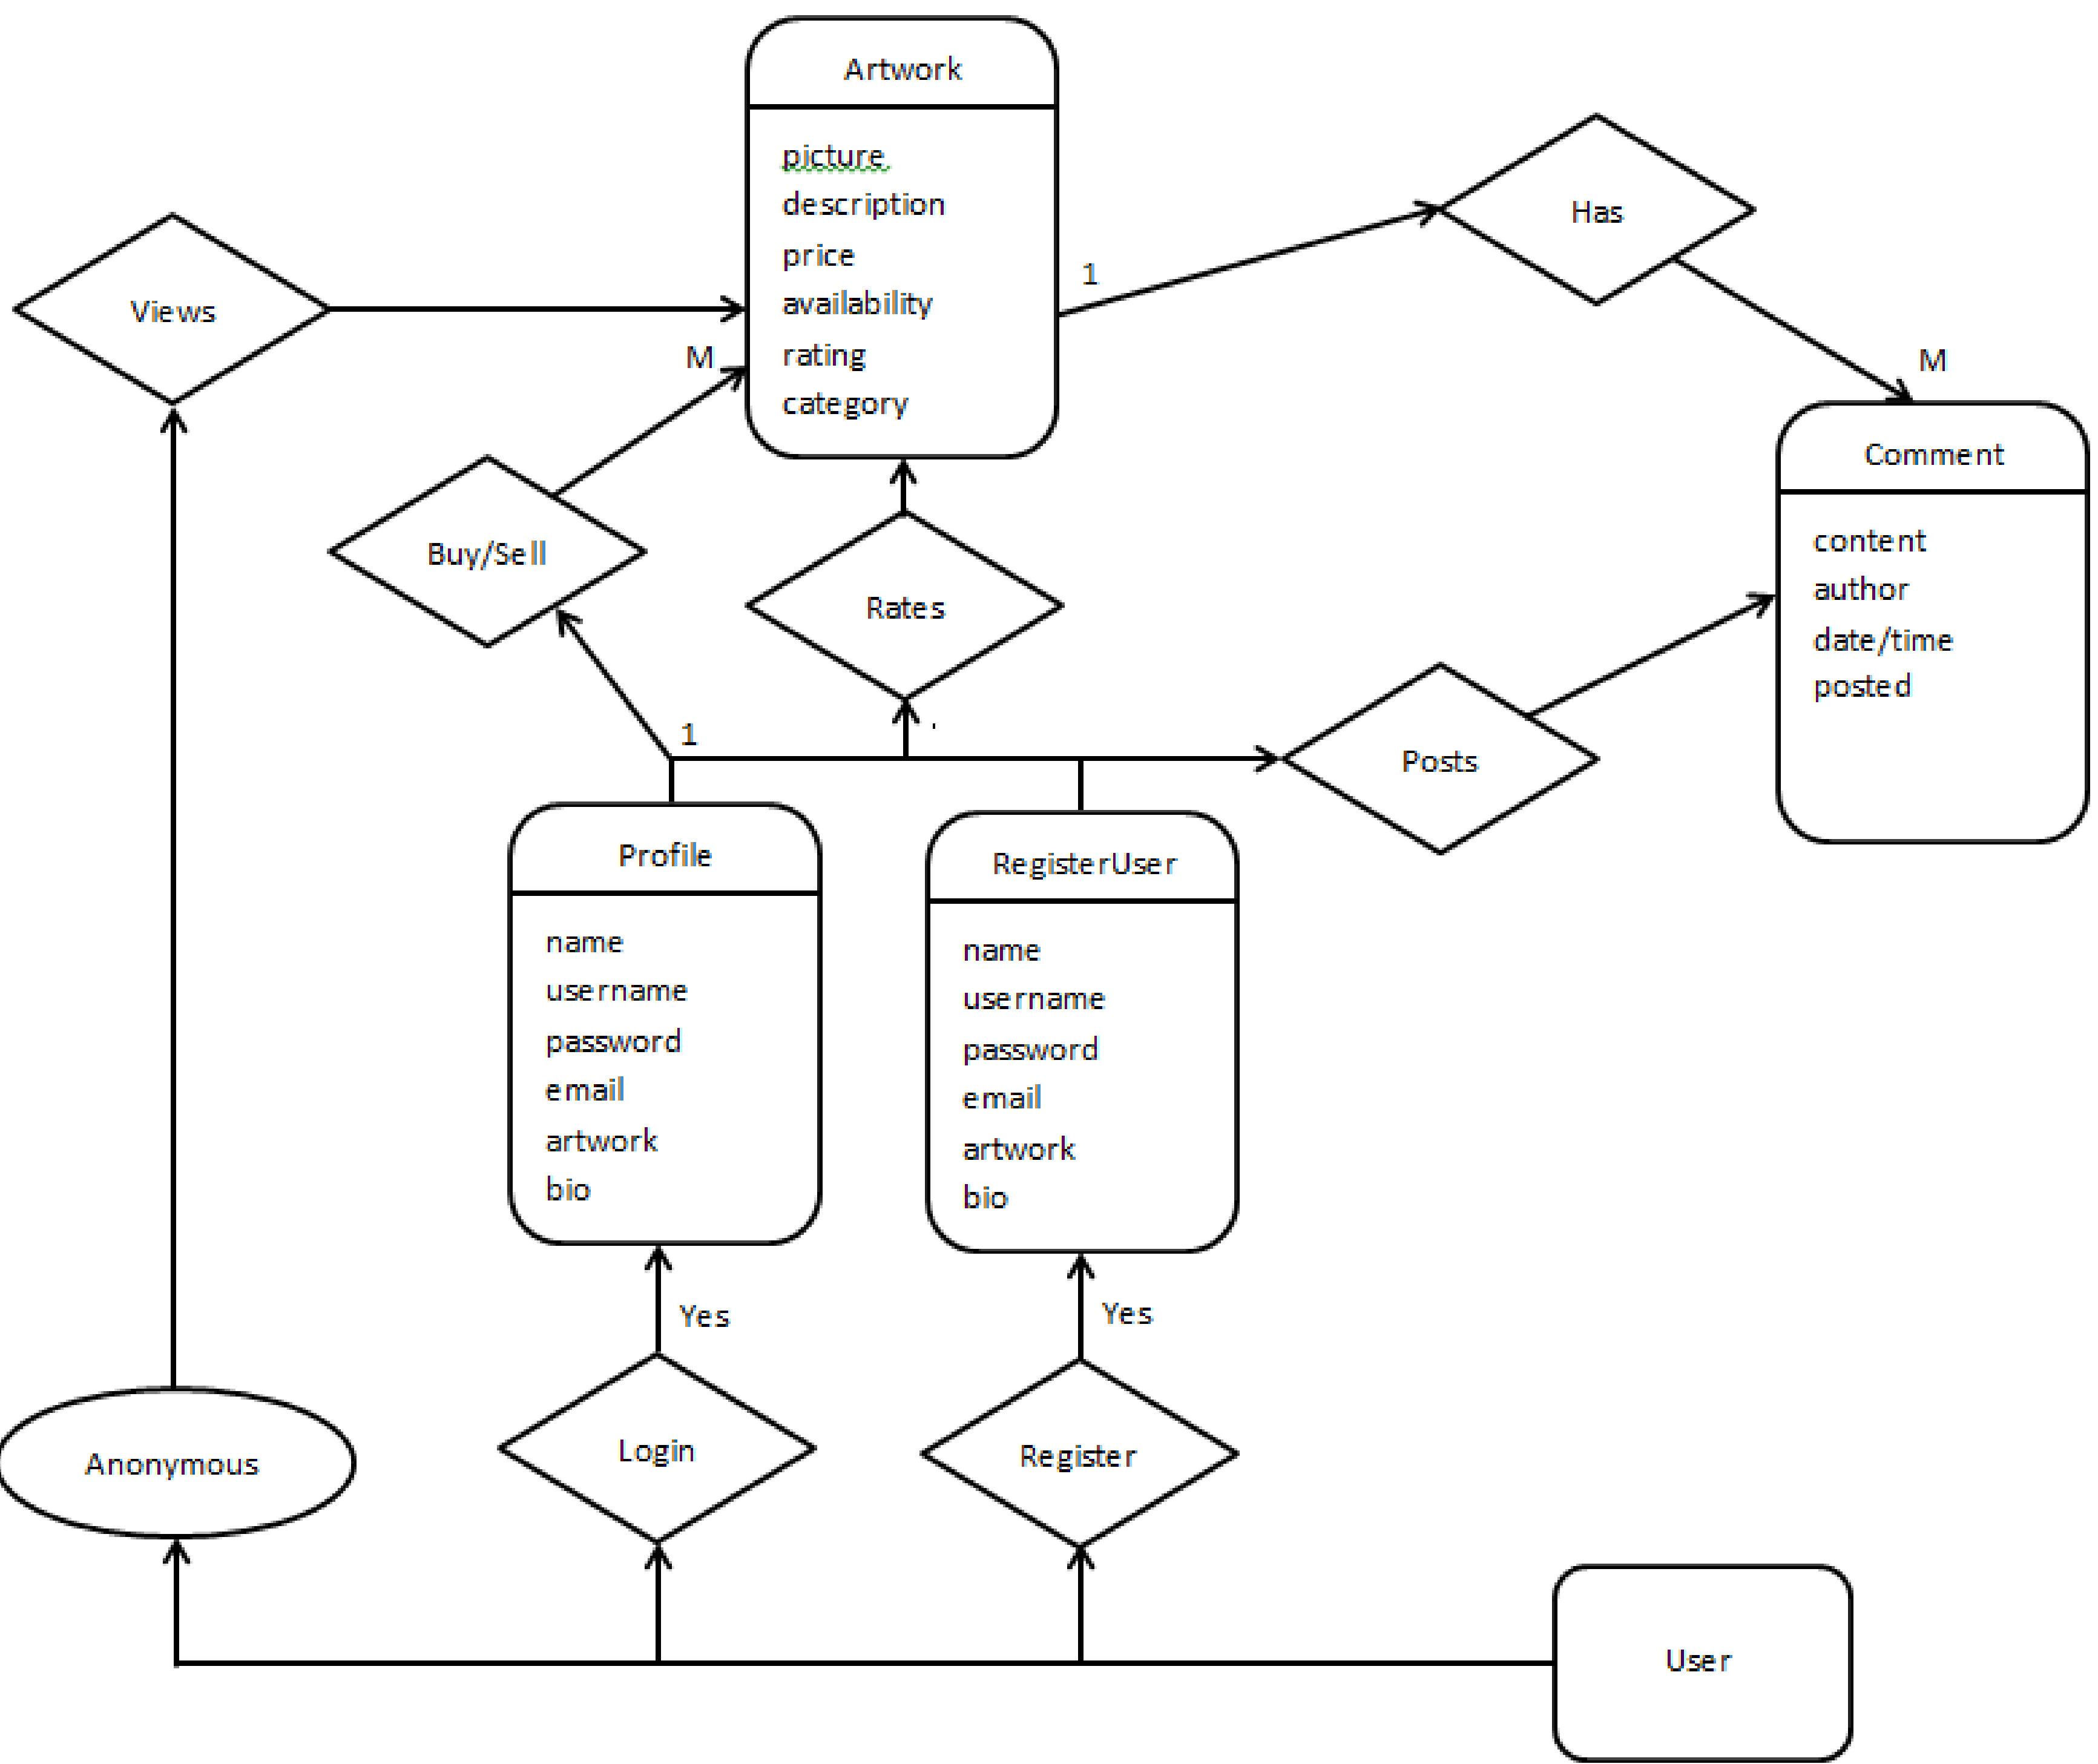 Artwork
picture
description
price
availability
rating
category
Has
1
M
Views
M
Buy/Sell
Rates
Comment
content
author
date/time
posted
1
Posts
Profile
name
username
password
email
artwork
bio
RegisterUser
name
username
password
email
artwork
bio
Yes
Yes
Anonymous
Login
Register
User